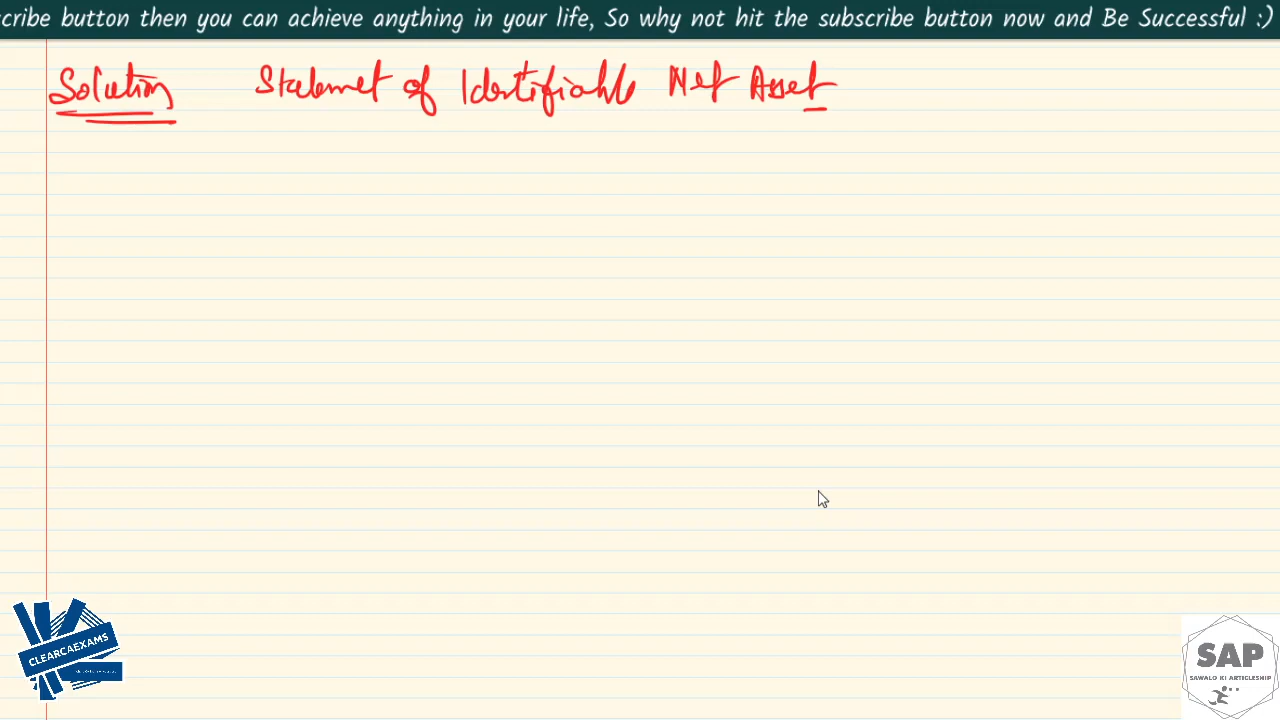 cribe button then you can achieve anything in your life, So why not hit the subscribe button now and Be Successful :)
Solution Statemet of Identifiable Net Asset
CLEARCAEXAMS
SAP
SAWALO KI ARTICLESHIP